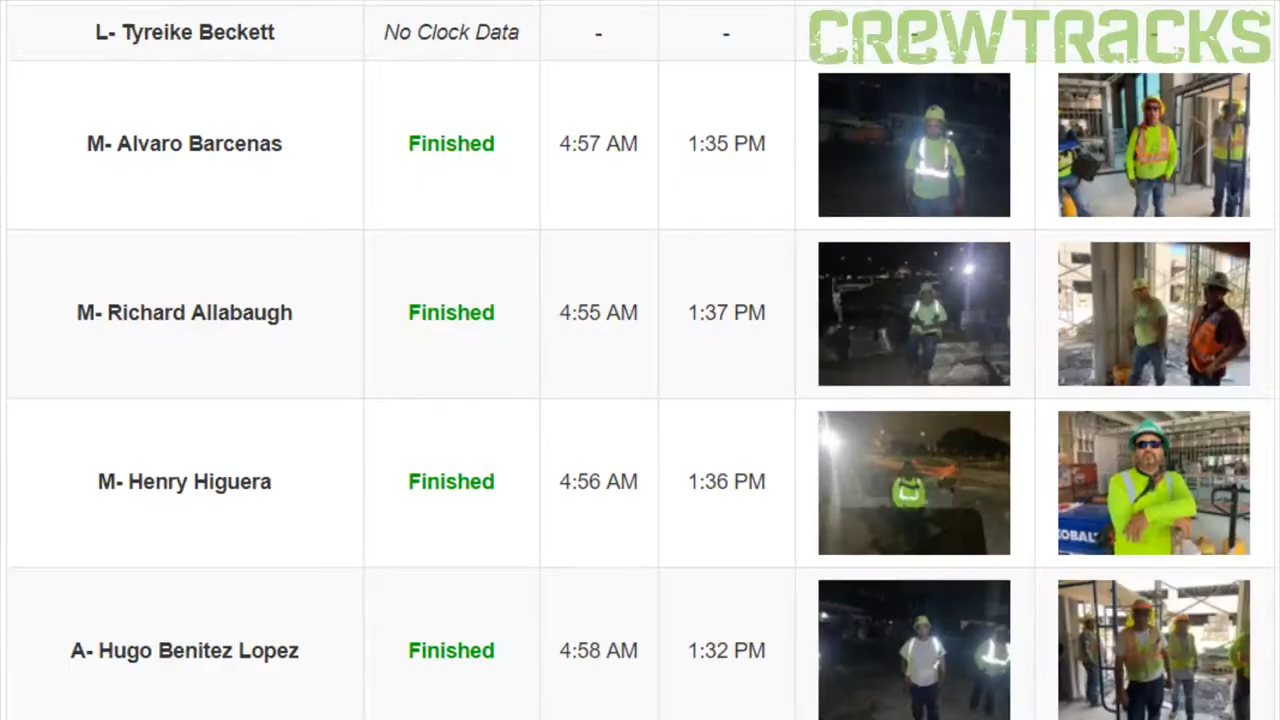 L- Tyreike Beckett No Clock Data - - - -
CREWTRACKS
M- Alvaro Barcenas Finished 4:57 AM 1:35 PM
M- Richard Allabaugh Finished 4:55 AM 1:37 PM
M- Henry Higuera Finished 4:56 AM 1:36 PM
KOBALT
A- Hugo Benitez Lopez Finished 4:58 AM 1:32 PM